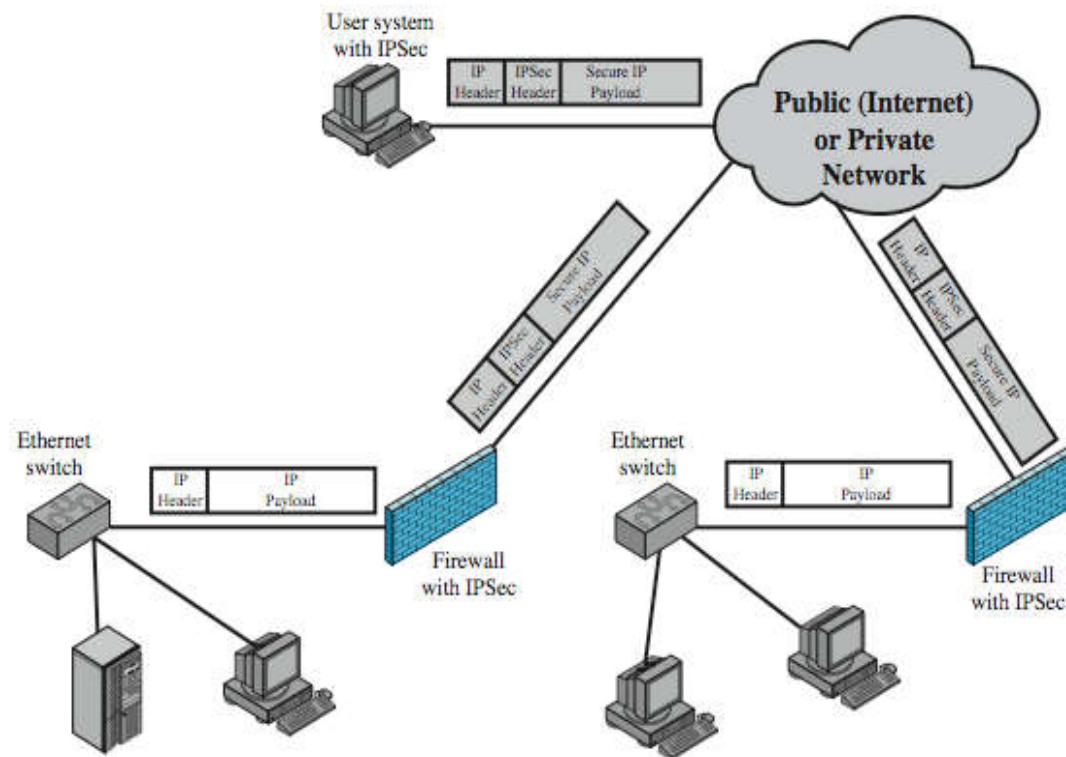 User system
with IPSec
IP
Header
IPSec
Header
Secure IP
Payload
Public (Internet)
or Private
Network
IP
Header
IPSec
Header
Secure IP
Payload
IP
Header
IPSec
Header
Secure IP
Payload
Ethernet
switch
IP
Header
IP
Payload
Firewall
with IPSec
Ethernet
switch
IP
Header
IP
Payload
Firewall
with IPSec